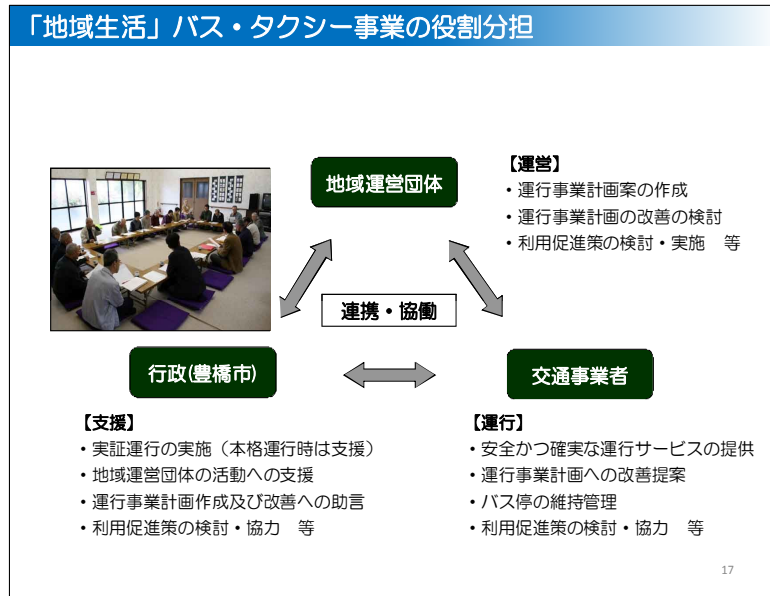 「地域生活」バス・タクシー事業の役割分担
地域運営団体
【運営】
・運行事業計画案の作成
・運行事業計画の改善の検討
・利用促進策の検討・実施　等
連携・協働
行政(豊橋市)
【支援】
・実証運行の実施（本格運行時は支援）
・地域運営団体の活動への支援
・運行事業計画作成及び改善への助言
・利用促進策の検討・協力　等
交通事業者
【運行】
・安全かつ確実な運行サービスの提供
・運行事業計画への改善提案
・バス停の維持管理
・利用促進策の検討・協力　等
17